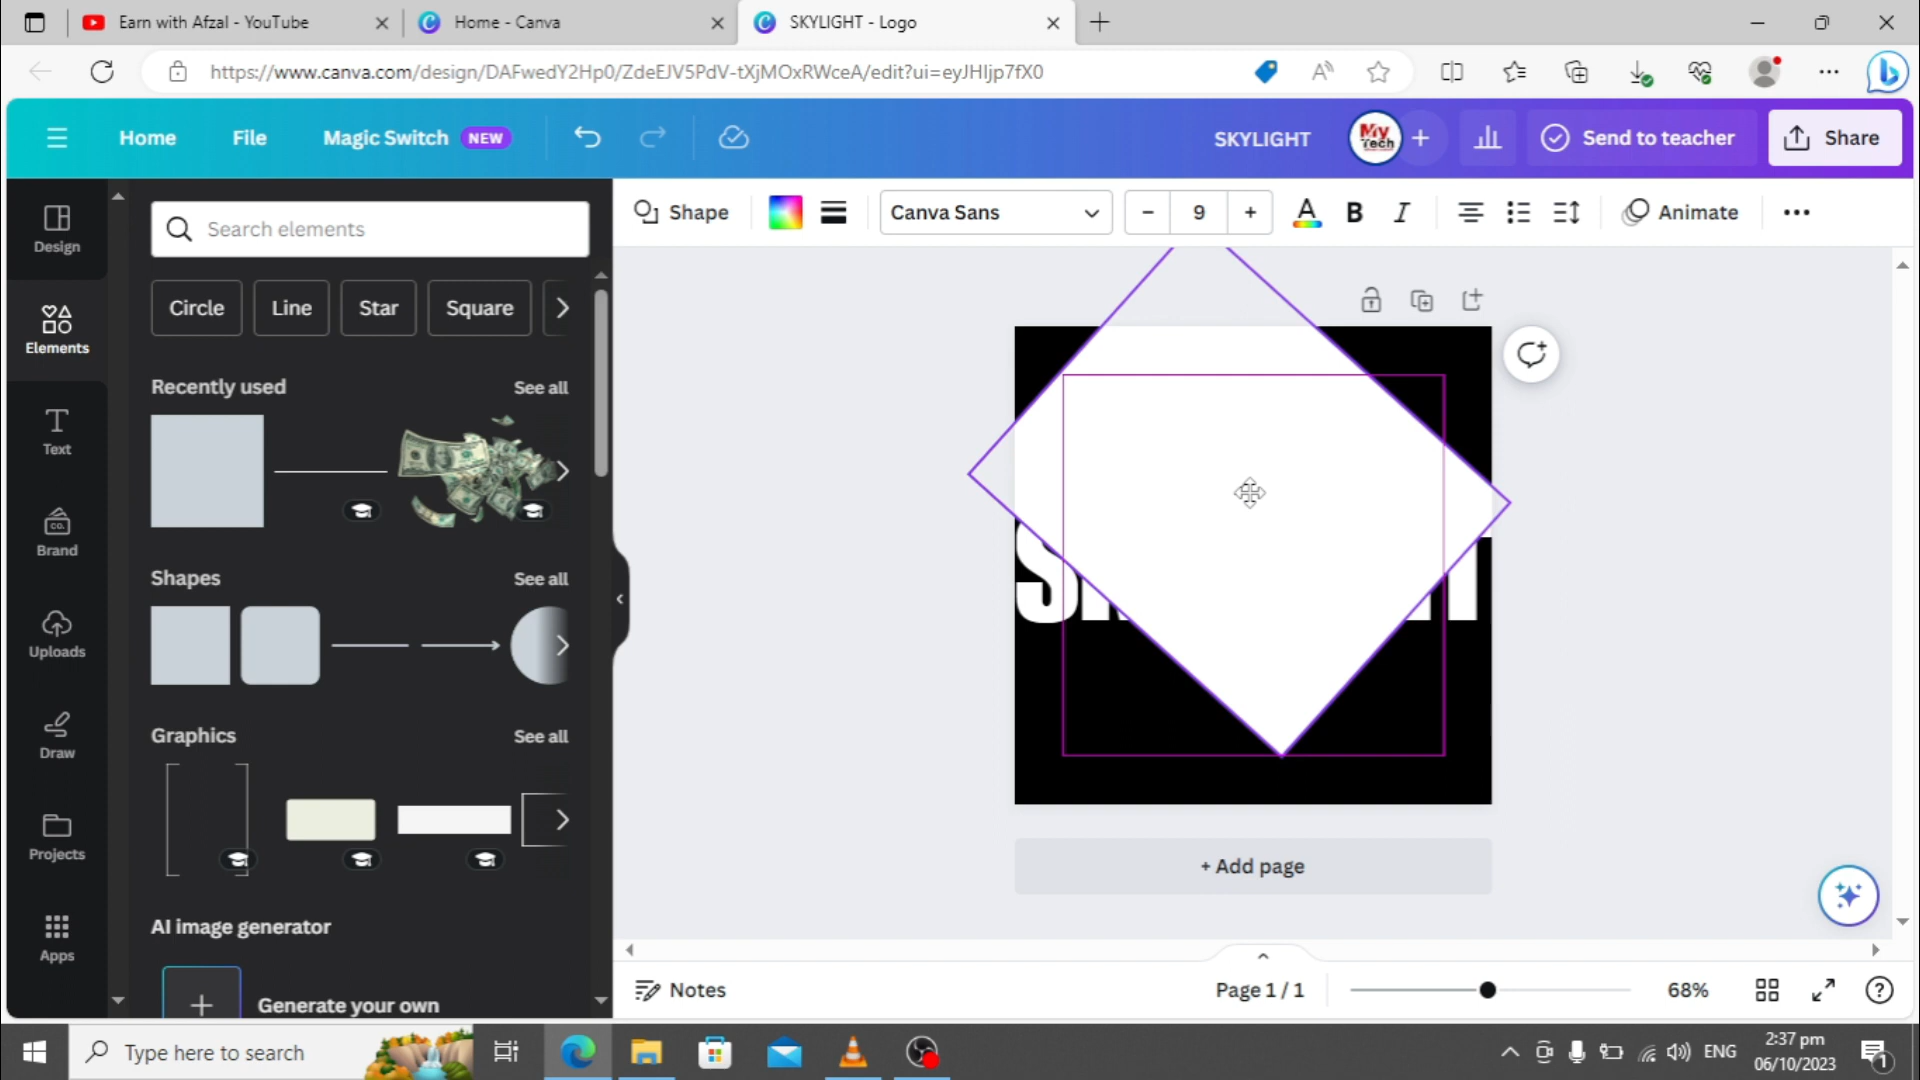 Earn with Afzal - YouTube
Home - Canva
SKYLIGHT - Logo
https://www.canva.com/design/DAFwedY2Hp0/ZdeEJV5PdV-tXjMOxRWceA/edit?ui=eyJHIjp7fX0
Home
File
Magic Switch NEW
SKYLIGHT
My Tech
Send to teacher
Share
Design
Elements
Text
Brand
Uploads
Draw
Projects
Apps
Search elements
Circle
Line
Star
Square
Recently used
See all
Shapes
See all
Graphics
See all
AI image generator
Generate your own
Shape
Canva Sans
9
A
B
I
Animate
+ Add page
Notes
Page 1 / 1
68%
Type here to search
ENG
2:37 pm
06/10/2023
1